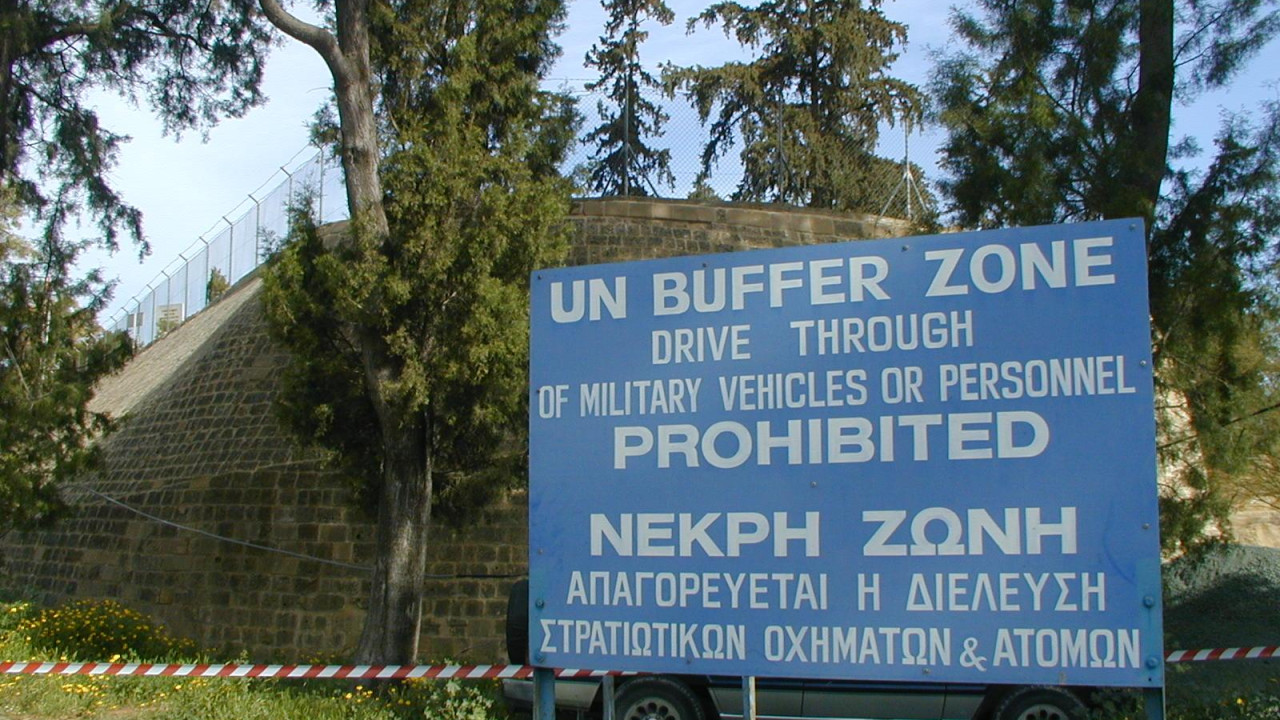 UN BUFFER ZONE
DRIVE THROUGH
OF MILITARY VEHICLES OR PERSONNEL
PROHIBITED
ΝΕΚΡΗ ΖΩΝΗ
ΑΠΑΓΟΡΕΥΕΤΑΙ Η ΔΙΕΛΕΥΣΗ
ΣΤΡΑΤΙΩΤΙΚΩΝ ΟΧΗΜΑΤΩΝ & ΑΤΟΜΩΝ